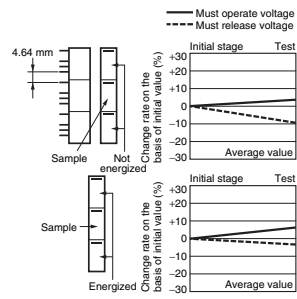 Must operate voltage
Must release voltage
4.64 mm
Sample
Not
energized
Change rate on the
basis of initial value (%)
Initial stage
Test
+30
+20
+10
0
−10
−20
−30
Average value
Sample
Energized
Change rate on the
basis of initial value (%)
Initial stage
Test
+30
+20
+10
0
−10
−20
−30
Average value